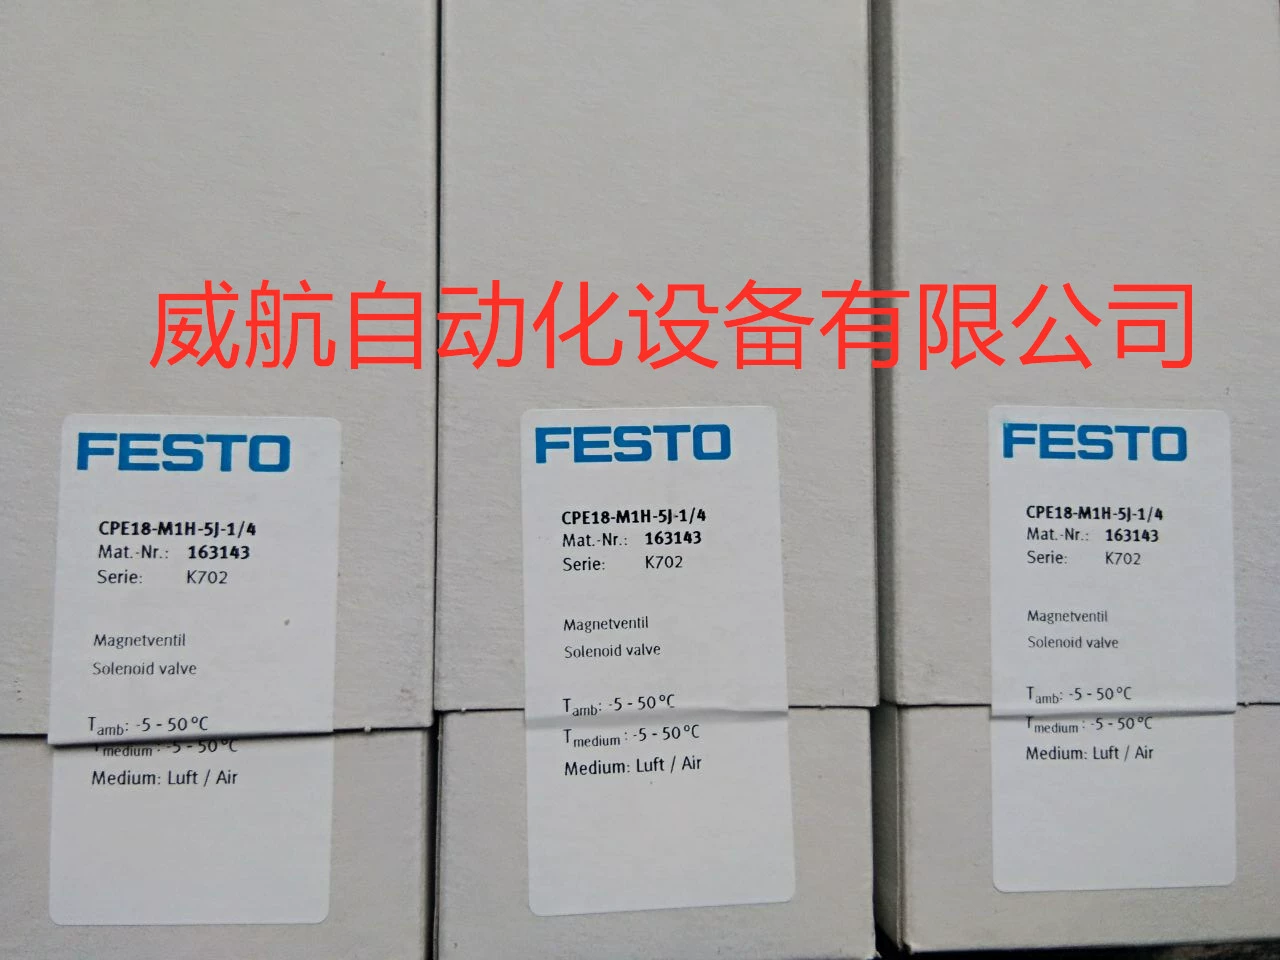 威航自动化设备有限公司
FESTO
CPE18-M1H-5J-1/4
Mat.-Nr.: 163143
Serie: K702
Magnetventil
Solenoid valve
Tamb: -5 - 50°C
Tmedium: -5 - 50°C
Medium: Luft / Air
FESTO
CPE18-M1H-5J-1/4
Mat.-Nr.: 163143
Serie: K702
Magnetventil
Solenoid valve
Tamb: -5 - 50°C
Tmedium: -5 - 50°C
Medium: Luft / Air
FESTO
CPE18-M1H-5J-1/4
Mat.-Nr.: 163143
Serie: K702
Magnetventil
Solenoid valve
Tamb: -5 - 50°C
Tmedium: -5 - 50°C
Medium: Luft / Air